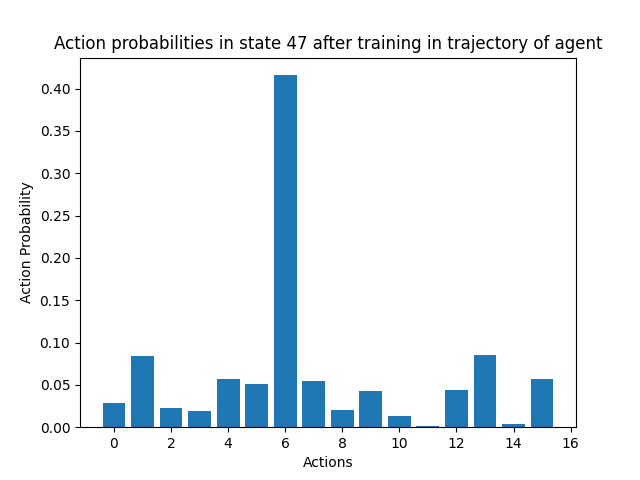 Action probabilities in state 47 after training in trajectory of agent
0.40
0.35
0.30
0.25
0.20
0.15
0.10
0.05
0.00
Action Probability
0 2 4 6 8 10 12 14 16
Actions